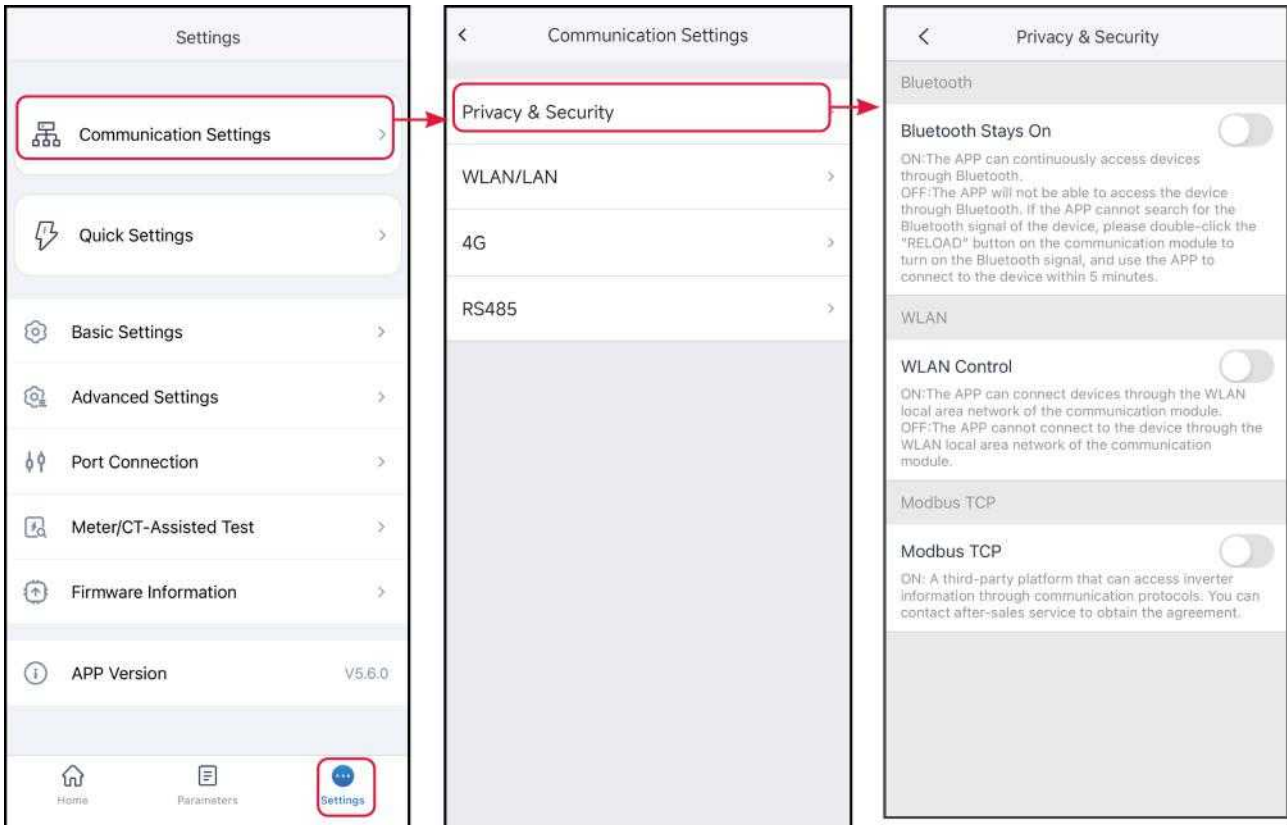 Settings
Communication Settings
Quick Settings
Basic Settings
Advanced Settings
Port Connection
Meter/CT-Assisted Test
Firmware Information
APP Version V5.6.0
Home Parameters Settings
Communication Settings
Privacy & Security
WLAN/LAN
4G
RS485
Privacy & Security
Bluetooth
Bluetooth Stays On
ON:The APP can continuously access devices
through Bluetooth.
OFF:The APP will not be able to access the device
through Bluetooth. If the APP cannot search for the
Bluetooth signal of the device, please double-click the
"RELOAD" button on the communication module to
turn on the Bluetooth signal, and use the APP to
connect to the device within 5 minutes.
WLAN
WLAN Control
ON:The APP can connect devices through the WLAN
local area network of the communication module.
OFF:The APP cannot connect to the device through the
WLAN local area network of the communication
module.
Modbus TCP
Modbus TCP
ON: A third-party platform that can access inverter
information through communication protocols. You can
contact after-sales service to obtain the agreement.